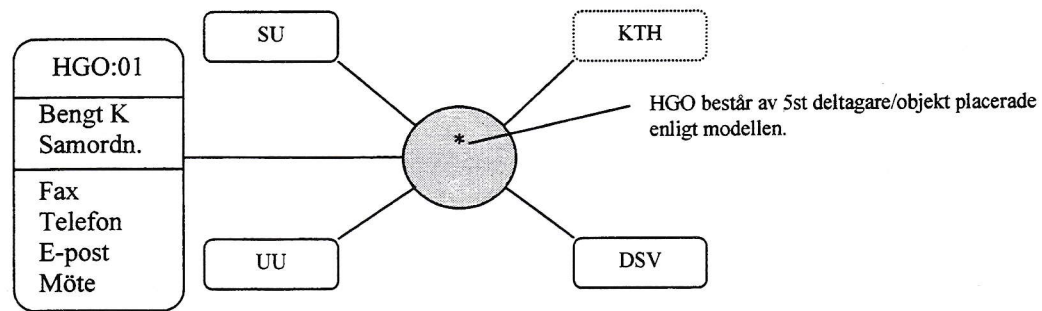 SU
KTH
HGO:01
Bengt K
Samordn.
Fax
Telefon
E-post
Möte
*
HGO består av 5st deltagare/objekt placerade
enligt modellen.
UU
DSV